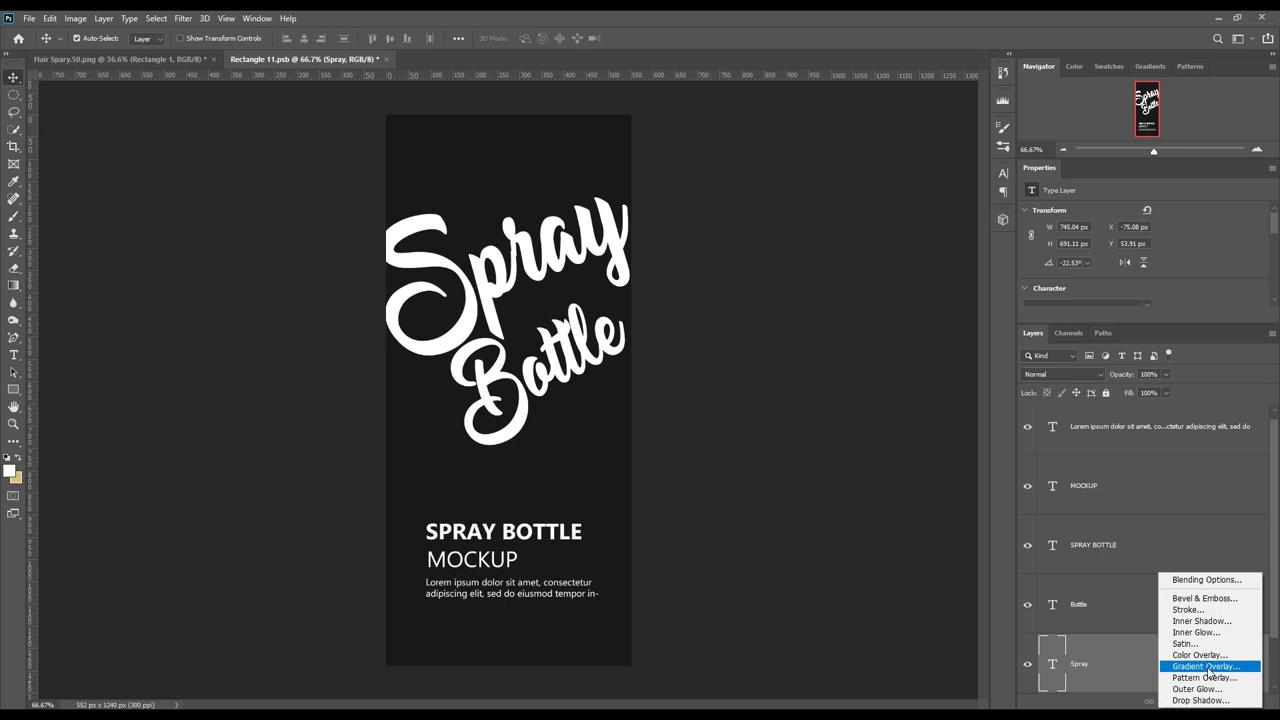 Ps File Edit Image Layer Type Select Filter 3D View Window Help
Auto-Select: Layer Show Transform Controls 3D Mode:
Hair Spary.50.png @ 36.6% (Rectangle 1, RGB/8) * × Rectangle 11.psb @ 66.7% (Spray, RGB/8) * ×
Navigator Color Swatches Gradients Patterns
66.67%
Properties
T Type Layer
Transform
W 745.04 px X -75.08 px
H 691.11 px Y 53.91 px
-22.53°
Character
Layers Channels Paths
Kind
Normal Opacity: 100%
Lock: Fill: 100%
T Lorem ipsum dolor sit amet, co...ctetur adipiscing elit, sed do
T MOCKUP
T SPRAY BOTTLE
T Bottle
T Spray
Blending Options...
Bevel & Emboss...
Stroke...
Inner Shadow...
Inner Glow...
Satin...
Color Overlay...
Gradient Overlay...
Pattern Overlay...
Outer Glow...
Drop Shadow...
Spray
Bottle
SPRAY BOTTLE
MOCKUP
Lorem ipsum dolor sit amet, consectetur
adipiscing elit, sed do eiusmod tempor in-
66.67% 552 px x 1240 px (300 ppi)